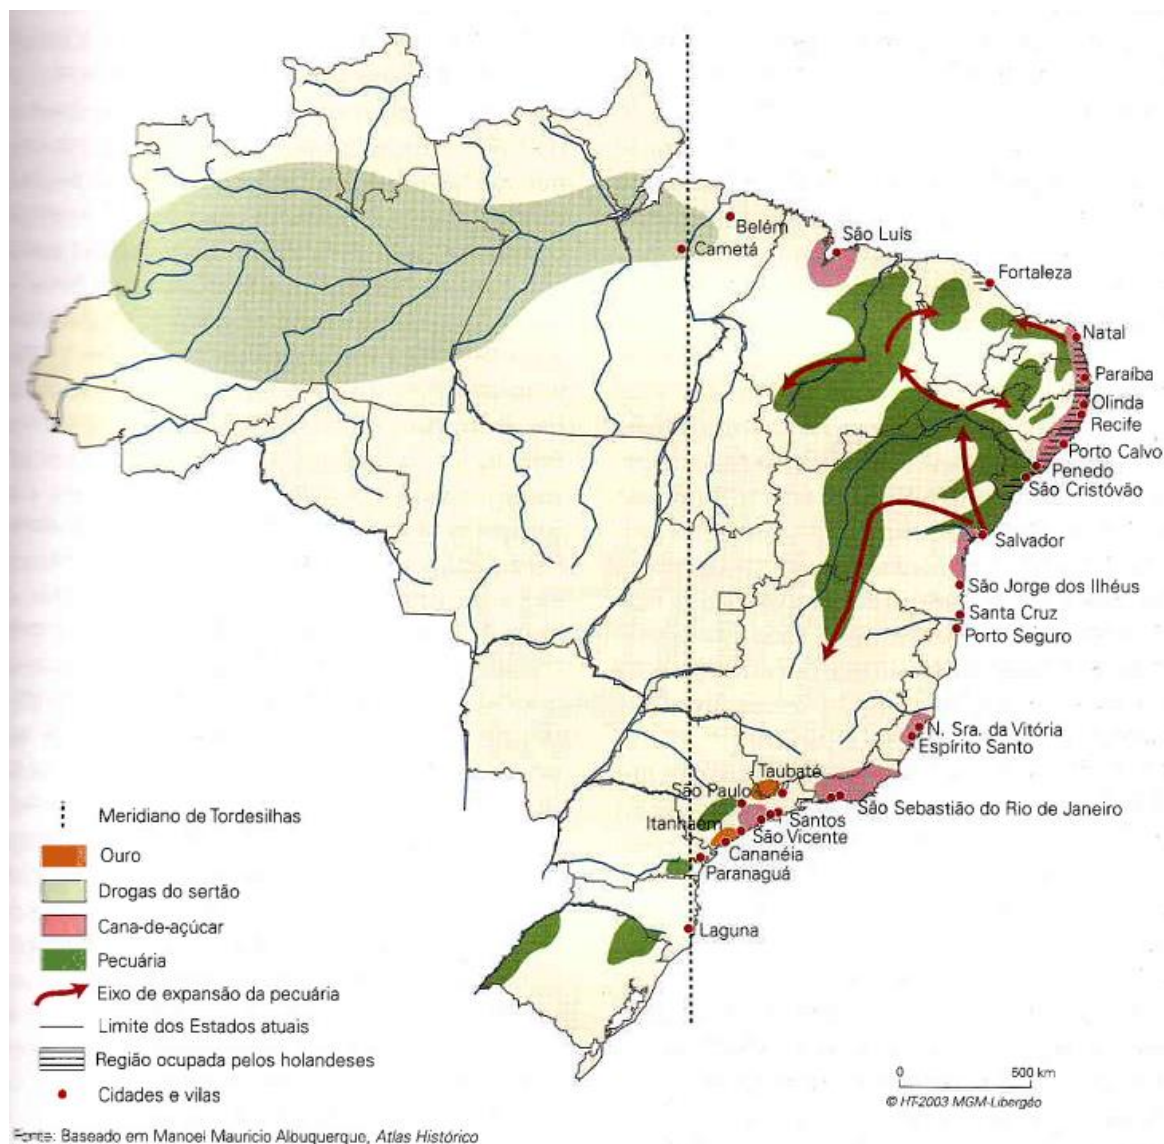 Belém
Cametá
São Luís
Fortaleza
Natal
Paraíba
Olinda
Recife
Porto Calvo
Penedo
São Cristóvão
Salvador
São Jorge dos Ilhéus
Santa Cruz
Porto Seguro
N. Sra. da Vitória
Espírito Santo
Taubaté
São Paulo
São Sebastião do Rio de Janeiro
Itanhaém
Santos
São Vicente
Cananéia
Paranaguá
Laguna
Meridiano de Tordesilhas
Ouro
Drogas do sertão
Cana-de-açúcar
Pecuária
Eixo de expansão da pecuária
Limite dos Estados atuais
Região ocupada pelos holandeses
Cidades e vilas
0 500 km
© HT-2003 MGM-Libergéo
Fonte: Baseado em Manoel Mauricio Albuquerque, Atlas Histórico